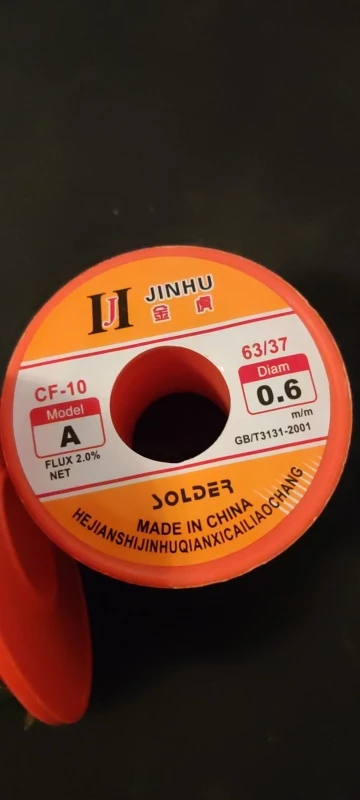 JINHU
金虎
CF-10
Model
A
FLUX 2.0%
NET
63/37
Diam
0.6
m/m
GB/T3131-2001
SOLDER
MADE IN CHINA
HEJIANSHIJINHUQIANXICAILIAOCHANG